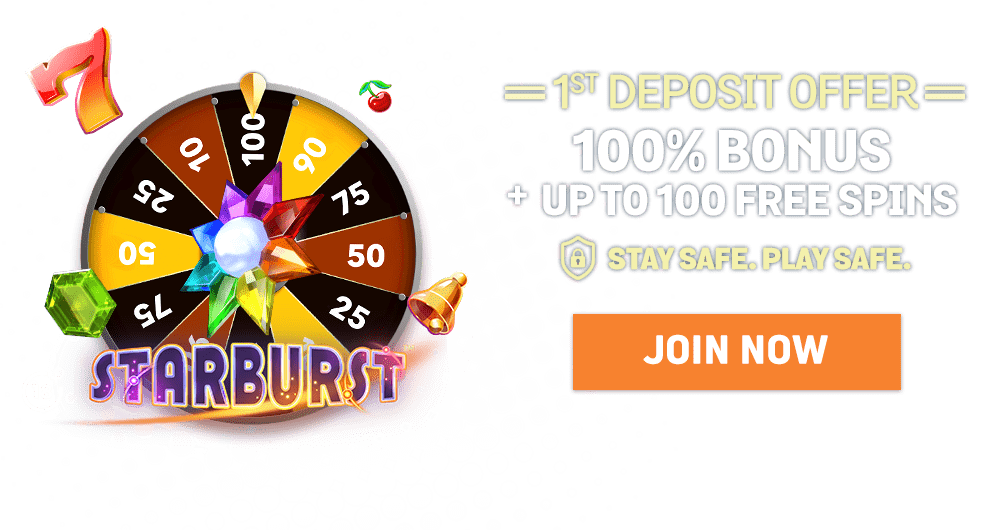 1ST DEPOSIT OFFER
100% BONUS
+ UP TO 100 FREE SPINS
STAY SAFE. PLAY SAFE.
JOIN NOW
7
100
90
75
50
25
75
50
25
10
STARBURST